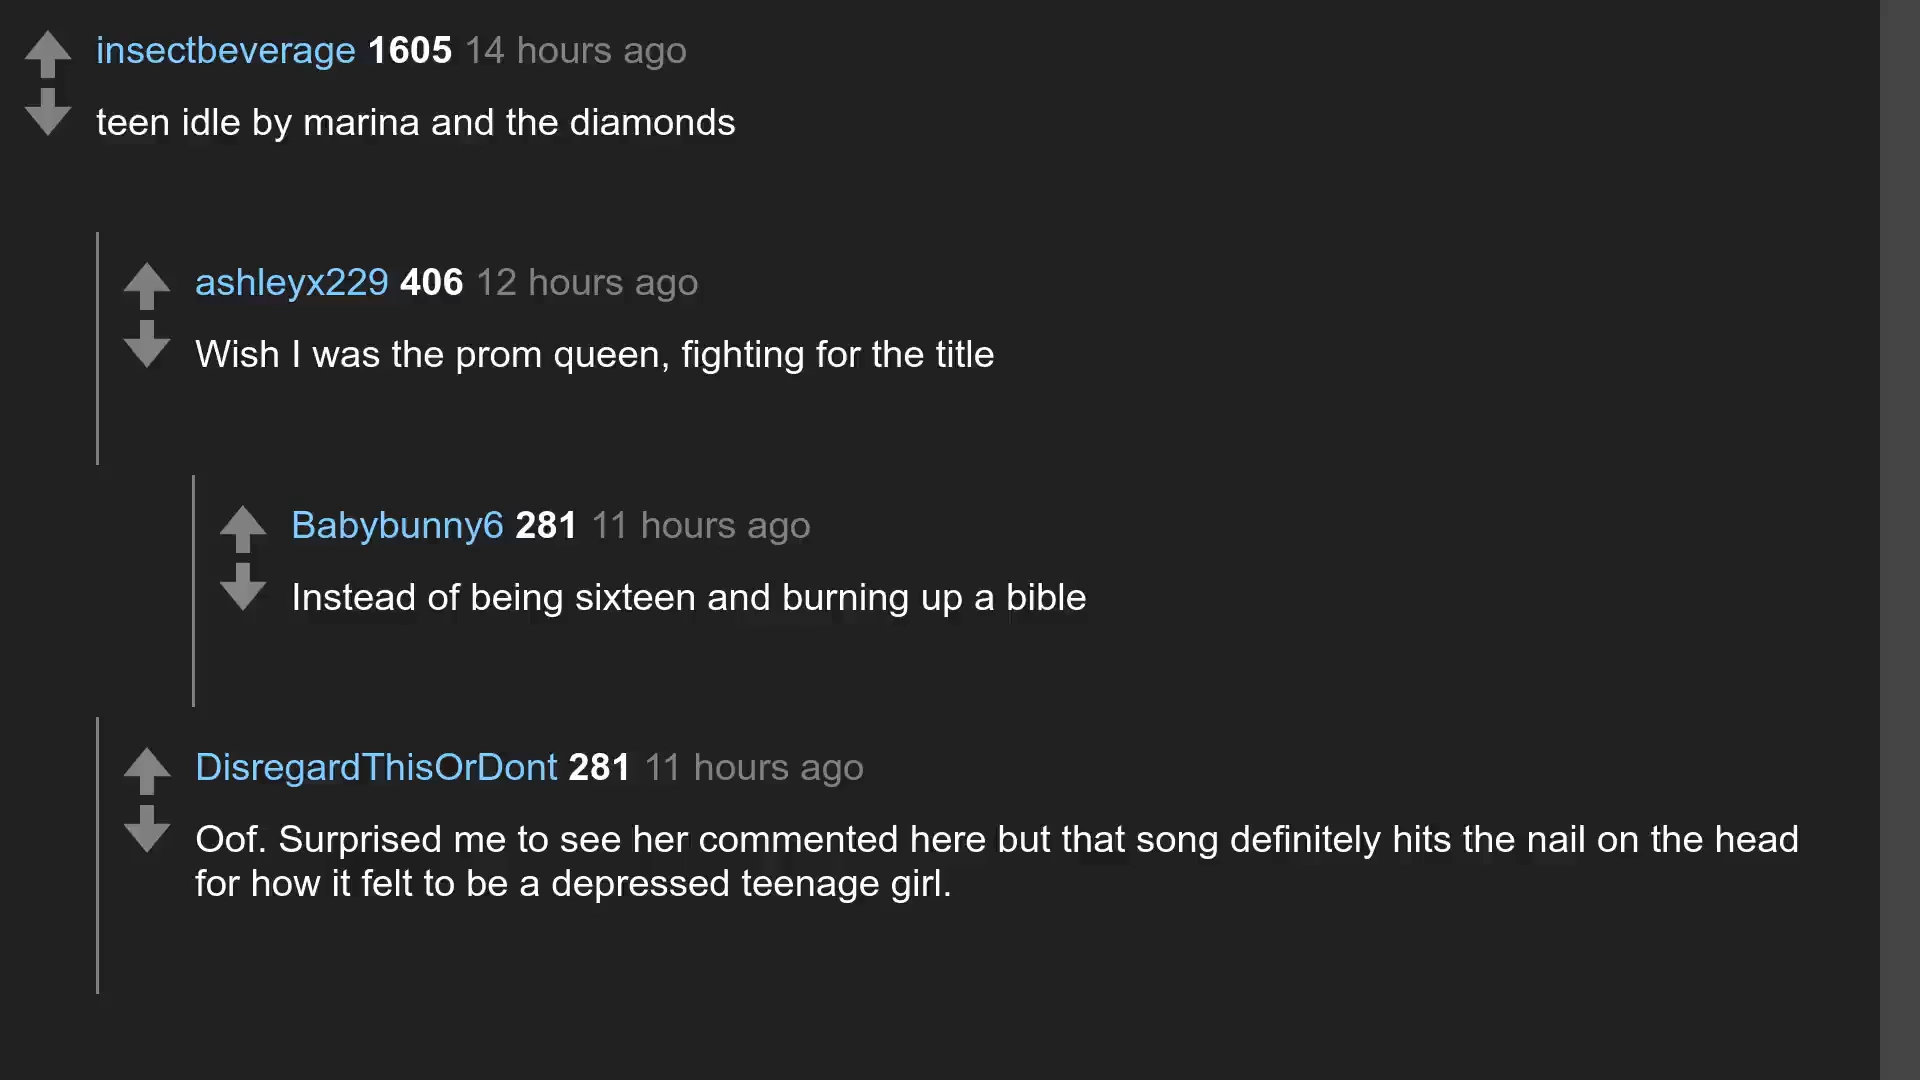 insectbeverage 1605 14 hours ago
teen idle by marina and the diamonds
ashleyx229 406 12 hours ago
Wish I was the prom queen, fighting for the title
Babybunny6 281 11 hours ago
Instead of being sixteen and burning up a bible
DisregardThisOrDont 281 11 hours ago
Oof. Surprised me to see her commented here but that song definitely hits the nail on the head
for how it felt to be a depressed teenage girl.